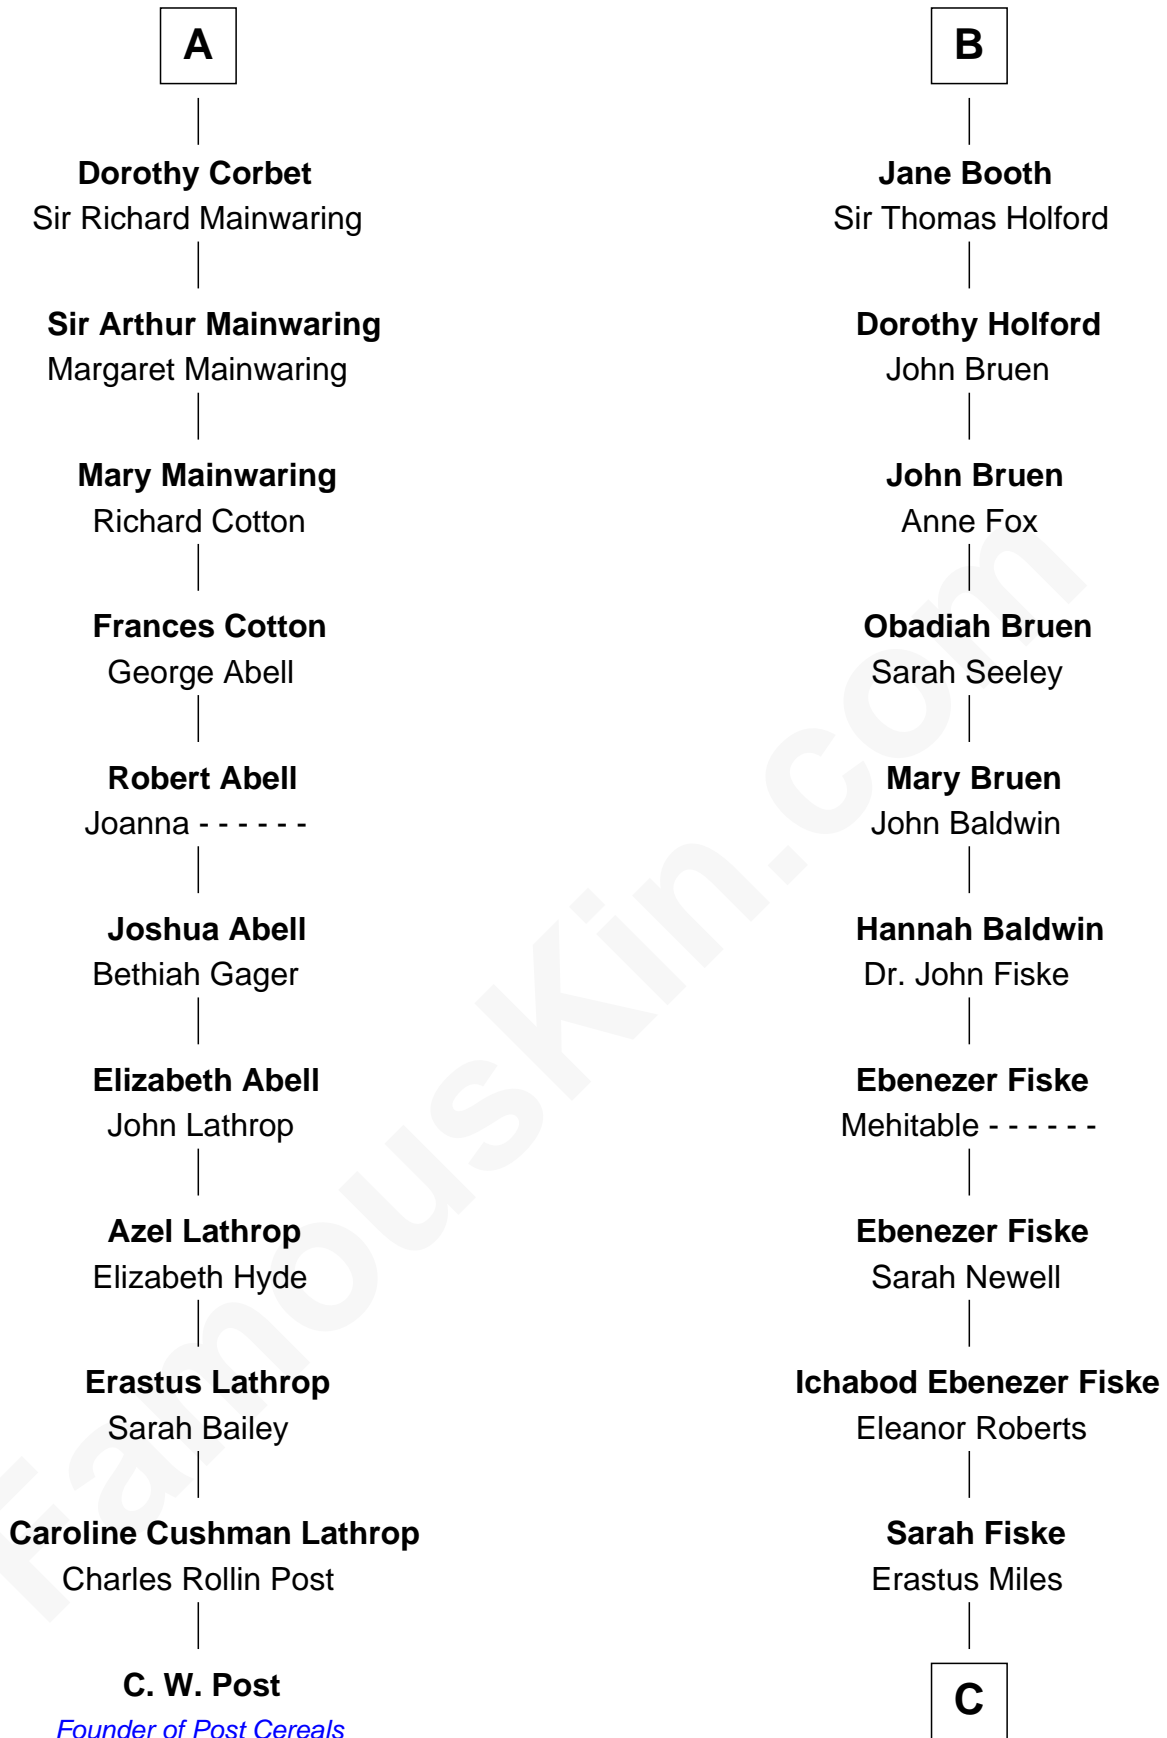 A
Dorothy Corbet
Sir Richard Mainwaring
Sir Arthur Mainwaring
Margaret Mainwaring
Mary Mainwaring
Richard Cotton
Frances Cotton
George Abell
Robert Abell
Joanna - - - - - -
Joshua Abell
Bethiah Gager
Elizabeth Abell
John Lathrop
Azel Lathrop
Elizabeth Hyde
Erastus Lathrop
Sarah Bailey
Caroline Cushman Lathrop
Charles Rollin Post
C. W. Post
Founder of Post Cereals
B
Jane Booth
Sir Thomas Holford
Dorothy Holford
John Bruen
John Bruen
Anne Fox
Obadiah Bruen
Sarah Seeley
Mary Bruen
John Baldwin
Hannah Baldwin
Dr. John Fiske
Ebenezer Fiske
Mehitable - - - - - -
Ebenezer Fiske
Sarah Newell
Ichabod Ebenezer Fiske
Eleanor Roberts
Sarah Fiske
Erastus Miles
C
FamousKin.com